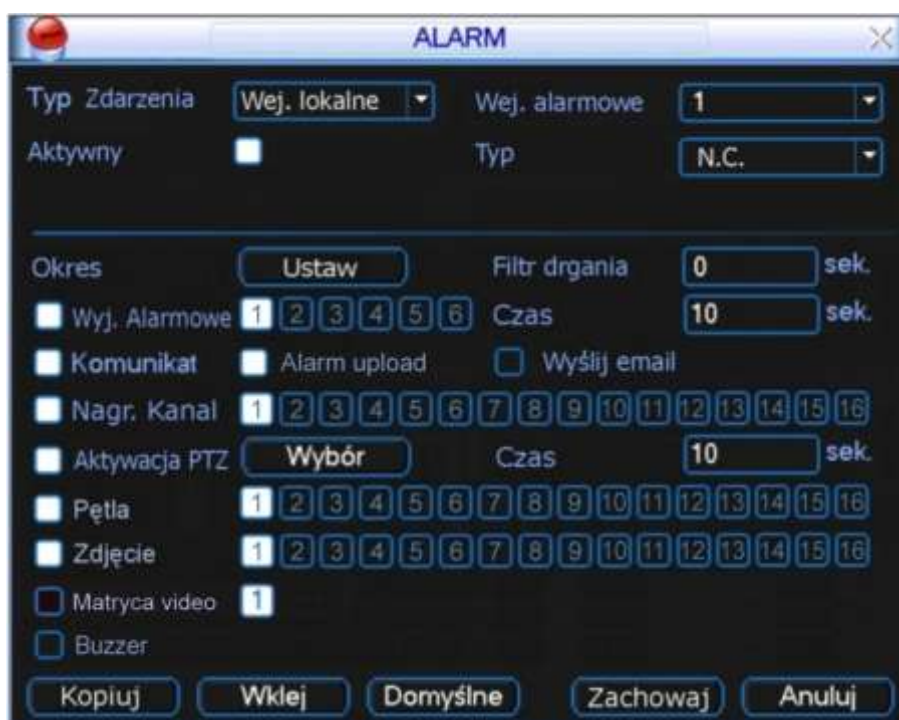 ALARM
Typ Zdarzenia Wej. lokalne Wej. alarmowe 1
Aktywny Typ N.C.
Okres Ustaw Filtr drgania 0 sek.
Wyj. Alarmowe 1 2 3 4 5 6 Czas 10 sek.
Komunikat Alarm upload Wyślij email
Nagr. Kanal 1 2 3 4 5 6 7 8 9 10 11 12 13 14 15 16
Aktywacja PTZ Wybór Czas 10 sek.
Pętla 1 2 3 4 5 6 7 8 9 10 11 12 13 14 15 16
Zdjęcie 1 2 3 4 5 6 7 8 9 10 11 12 13 14 15 16
Matryca video 1
Buzzer
Kopiuj Wklej Domyślne Zachowaj Anuluj